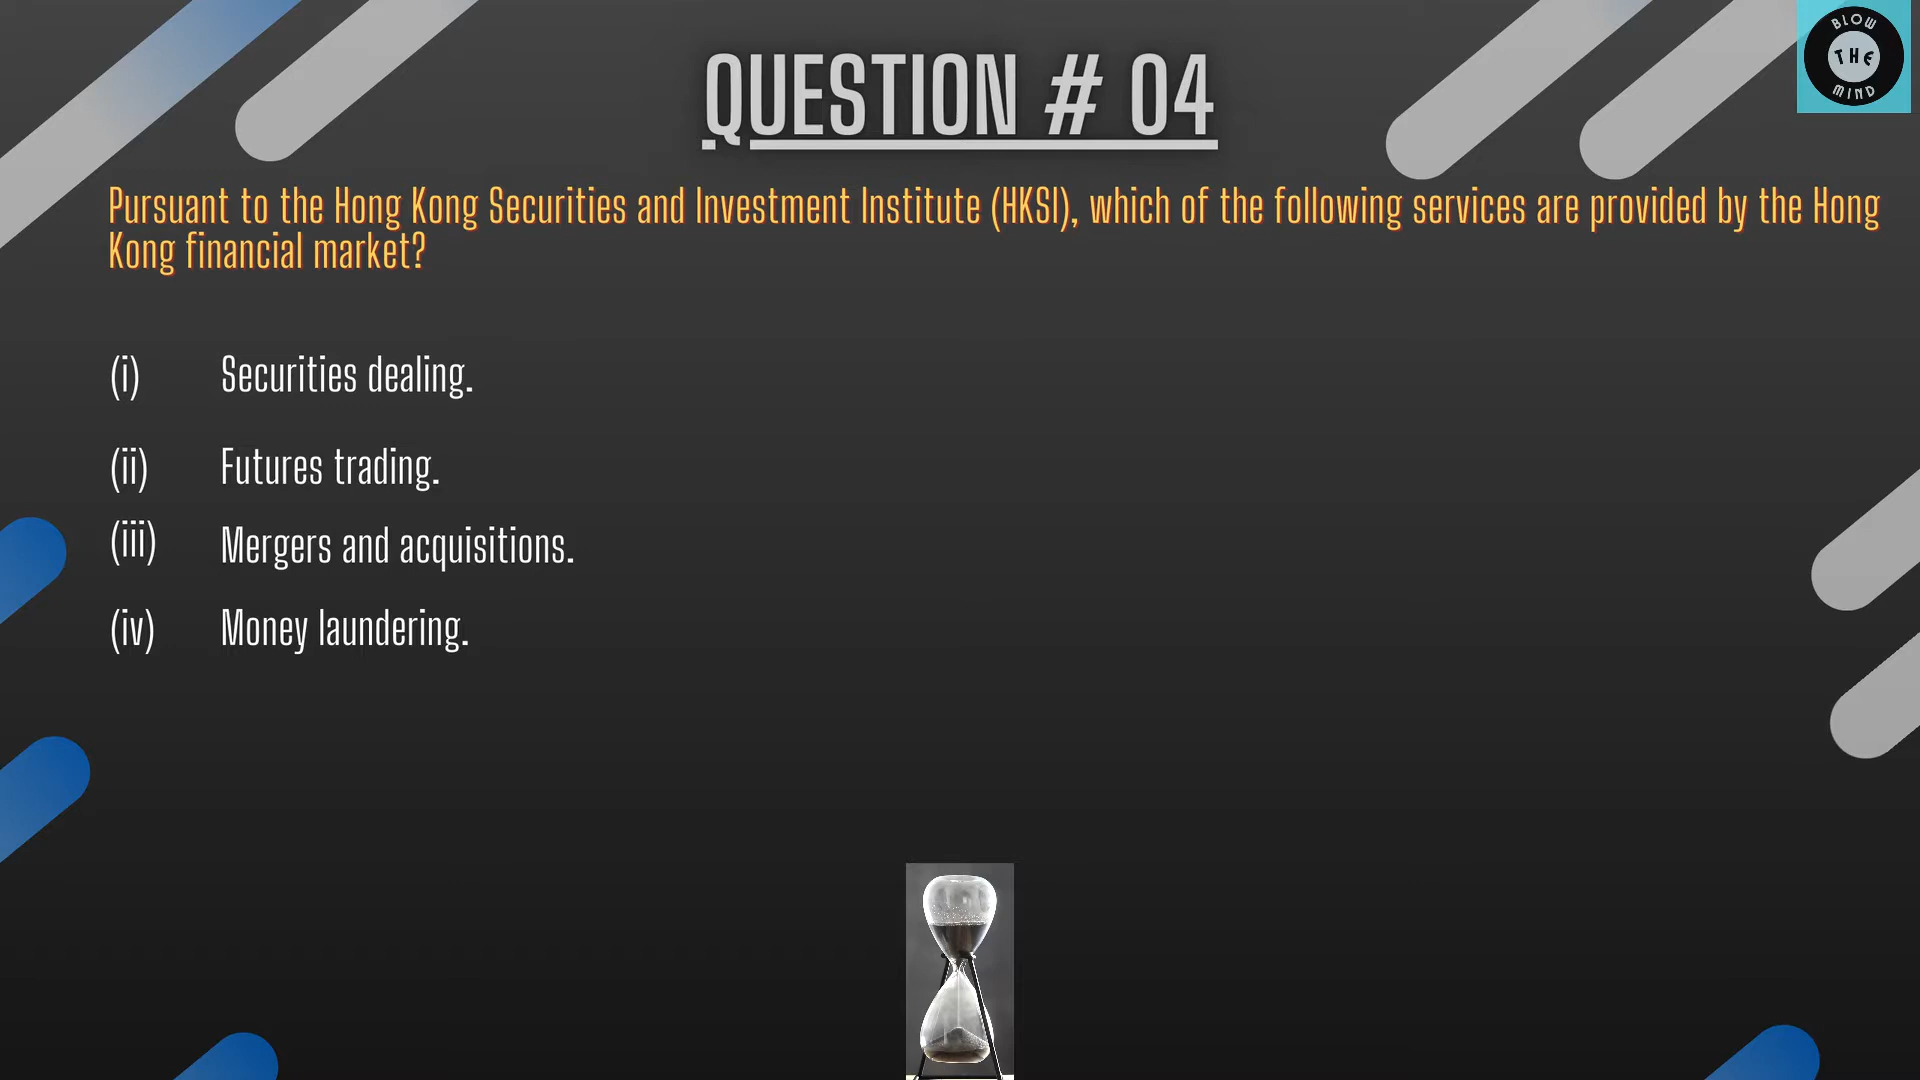 BLOW
THE
MIND
QUESTION # 04
Pursuant to the Hong Kong Securities and Investment Institute (HKSI), which of the following services are provided by the Hong
Kong financial market?
(i) Securities dealing.
(ii) Futures trading.
(iii) Mergers and acquisitions.
(iv) Money laundering.